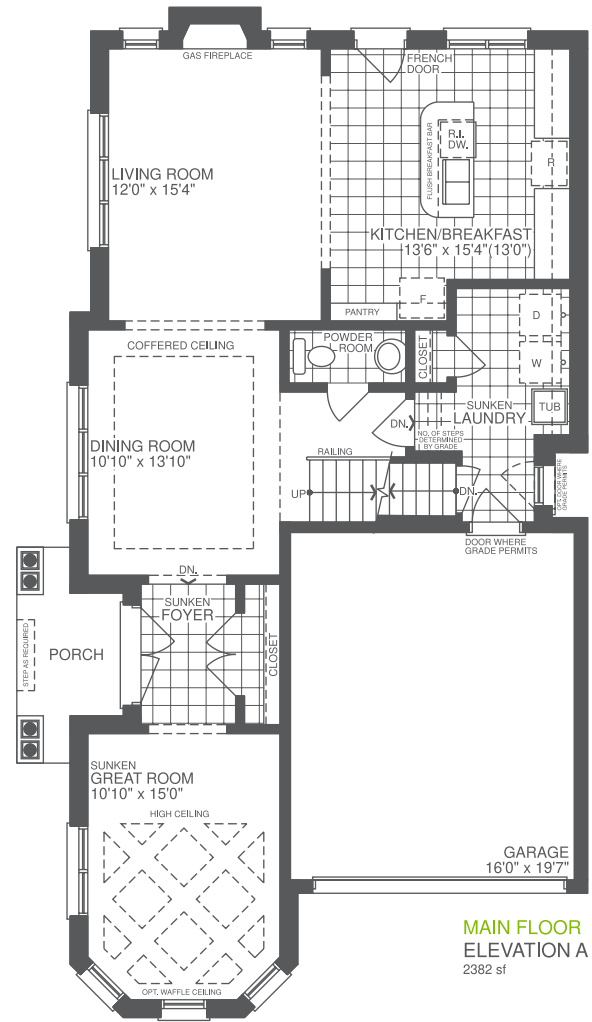 GAS FIREPLACE
FRENCH
DOOR
FLUSH BREAKFAST BAR
R.I.
DW.
R
LIVING ROOM
12'0" x 15'4"
KITCHEN/BREAKFAST
13'6" x 15'4"(13'0")
F
PANTRY
D
COFFERED CEILING
POWDER
ROOM
CLOSET
W
SUNKEN
LAUNDRY
TUB
DN.
NO. OF STEPS
DETERMINED
BY GRADE
DINING ROOM
10'10" x 13'10"
RAILING
UP
DN.
OPT. DOOR WHERE
GRADE PERMITS
DOOR WHERE
GRADE PERMITS
DN.
SUNKEN
FOYER
STEP AS REQUIRED
PORCH
CLOSET
SUNKEN
GREAT ROOM
10'10" x 15'0"
HIGH CEILING
GARAGE
16'0" x 19'7"
OPT. WAFFLE CEILING
MAIN FLOOR
ELEVATION A
2382 sf